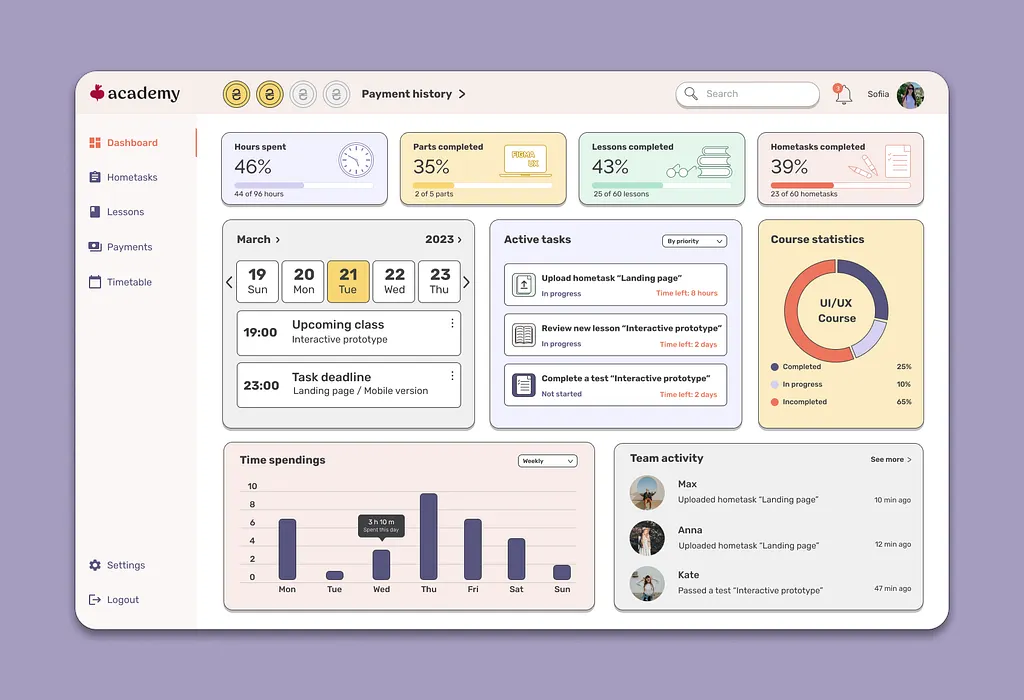 academy
Payment history >
Search
3
Sofiia
Dashboard
Hometasks
Lessons
Payments
Timetable
Settings
Logout
Hours spent
46%
44 of 96 hours
Parts completed
35%
FIGMA
UX
2 of 5 parts
Lessons completed
43%
25 of 60 lessons
Hometasks completed
39%
23 of 60 hometasks
March >
2023 >
19
Sun
20
Mon
21
Tue
22
Wed
23
Thu
19:00
Upcoming class
Interactive prototype
23:00
Task deadline
Landing page / Mobile version
Active tasks
By priority
Upload hometask “Landing page”
In progress
Time left: 8 hours
Review new lesson “Interactive prototype”
In progress
Time left: 2 days
Complete a test “Interactive prototype”
Not started
Time left: 2 days
Course statistics
UI/UX
Course
Completed 25%
In progress 10%
Incompleted 65%
Time spendings
Weekly
10
8
6
4
2
0
3 h 10 m
Spent this day
Mon Tue Wed Thu Fri Sat Sun
Team activity
See more >
Max
Uploaded hometask “Landing page”
10 min ago
Anna
Uploaded hometask “Landing page”
12 min ago
Kate
Passed a test “Interactive prototype”
47 min ago